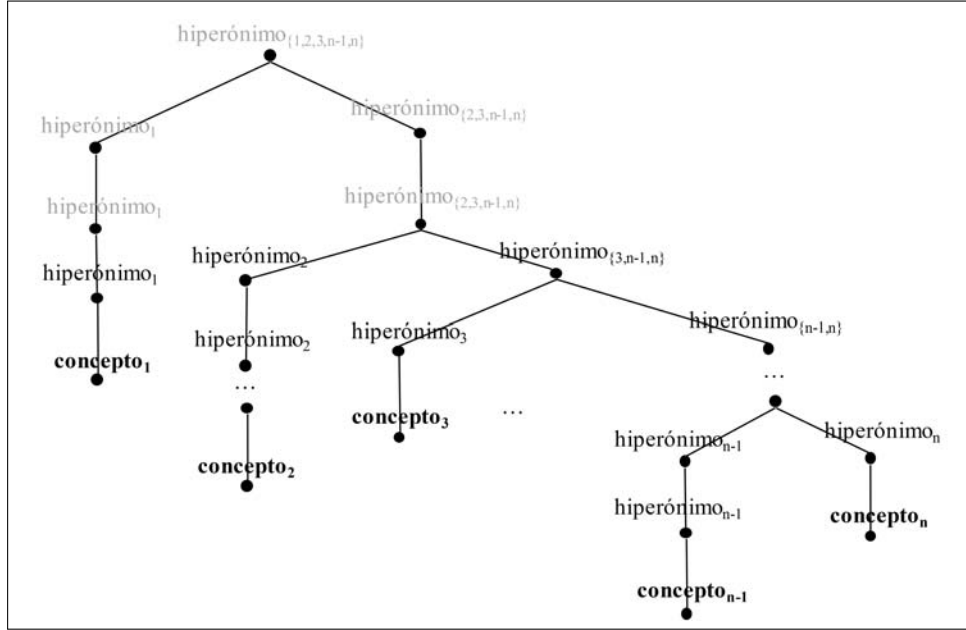 hiperónimo{1,2,3,n-1,n}
hiperónimo1
hiperónimo{2,3,n-1,n}
hiperónimo1
hiperónimo{2,3,n-1,n}
hiperónimo1
hiperónimo2
hiperónimo{3,n-1,n}
concepto1
hiperónimo2
hiperónimo3
hiperónimo{n-1,n}
...
...
concepto2
concepto3
...
hiperónimon-1
hiperónimon
hiperónimon-1
concepton
concepton-1